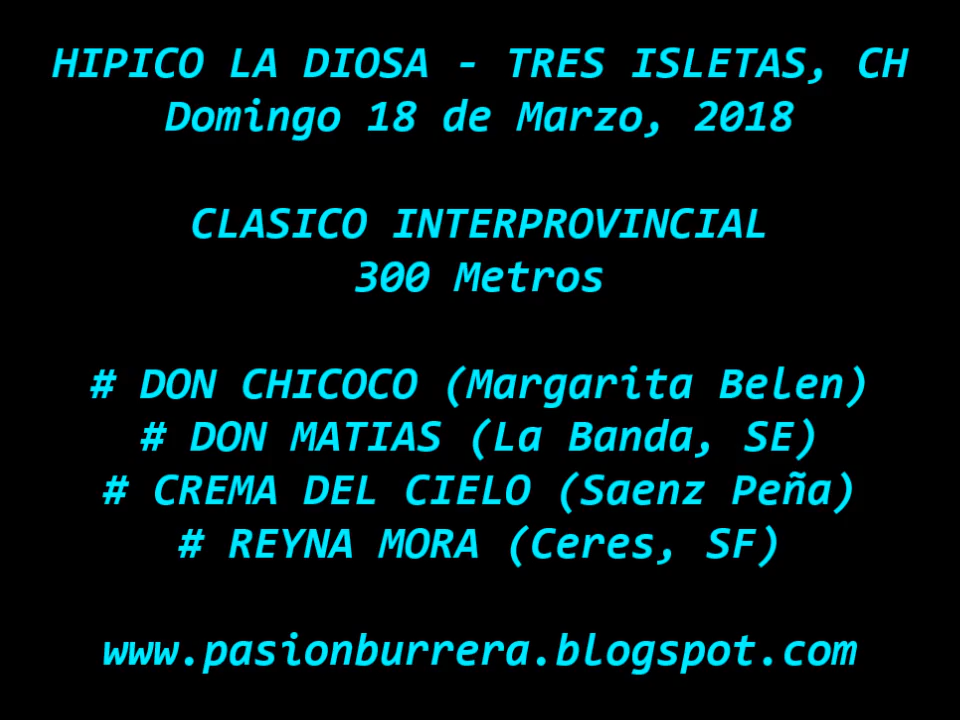 HIPICO LA DIOSA - TRES ISLETAS, CH
Domingo 18 de Marzo, 2018
CLASICO INTERPROVINCIAL
300 Metros
# DON CHICOCO (Margarita Belen)
# DON MATIAS (La Banda, SE)
# CREMA DEL CIELO (Saenz Peña)
# REYNA MORA (Ceres, SF)
www.pasionburrera.blogspot.com